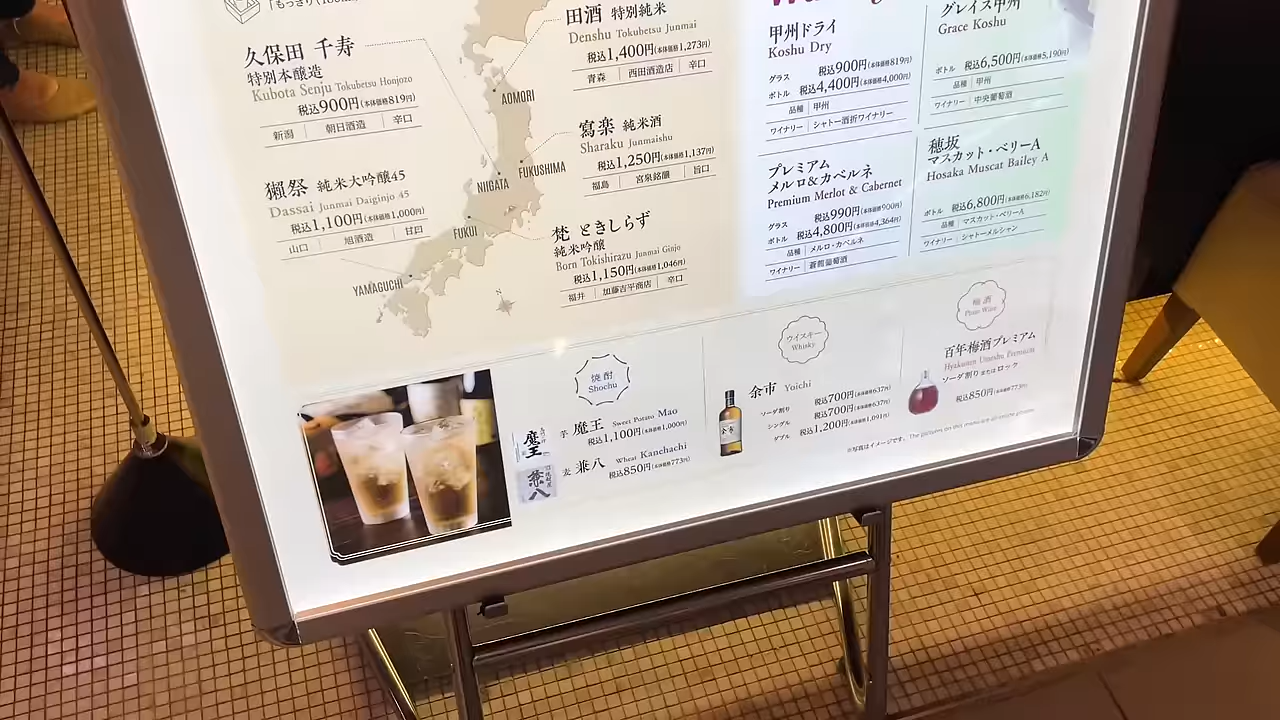 久保田 千寿
特別本醸造
Kubota Senju Tokubetsu Honjozo
税込900円(本体価格819円)
新潟 朝日酒造 辛口
獺祭 純米大吟醸45
Dassai Junmai Daiginjo 45
税込1,100円(本体価格1,000円)
山口 旭酒造 甘口
AOMORI
FUKUSHIMA
NIIGATA
FUKUI
YAMAGUCHI
N
田酒 特別純米
Denshu Tokubetsu Junmai
税込1,400円(本体価格1,273円)
青森 西田酒造店 辛口
寫楽 純米酒
Sharaku Junmaishu
税込1,250円(本体価格1,137円)
福島 宮泉銘醸 旨口
梵 ときしらず
純米吟醸
Born Tokishirazu Junmai Ginjo
税込1,150円(本体価格1,046円)
福井 加藤吉平商店 辛口
甲州ドライ
Koshu Dry
グラス 税込900円(本体価格819円)
ボトル 税込4,400円(本体価格4,000円)
品種 甲州
ワイナリー シャトー酒折ワイナリー
プレミアム
メルロ&カベルネ
Premium Merlot & Cabernet
グラス 税込990円(本体価格900円)
ボトル 税込4,800円(本体価格4,364円)
品種 メルロ・カベルネ
ワイナリー 蒼龍葡萄酒
グレイス甲州
Grace Koshu
ボトル 税込6,500円(本体価格5,190円)
品種 甲州
ワイナリー 中央葡萄酒
穂坂
マスカット・ベリーA
Hosaka Muscat Bailey A
ボトル 税込6,800円(本体価格6,182円)
品種 マスカット・ベリーA
ワイナリー シャトーメルシャン
焼酎
Shochu
魔王
芋 魔王 Sweet Potato Mao
税込1,100円(本体価格1,000円)
兼八
麦 兼八 Wheat Kanehachi
税込850円(本体価格773円)
ウイスキー
Whisky
余市 Yoichi
ソーダ割り 税込700円(本体価格637円)
シングル 税込700円(本体価格637円)
ダブル 税込1,200円(本体価格1,091円)
梅酒
Plum Wine
百年梅酒プレミアム
Hyakunen Umeshu Premium
ソーダ割り または ロック
税込850円(本体価格773円)
※写真はイメージです。 The pictures on this menu are all online photos.